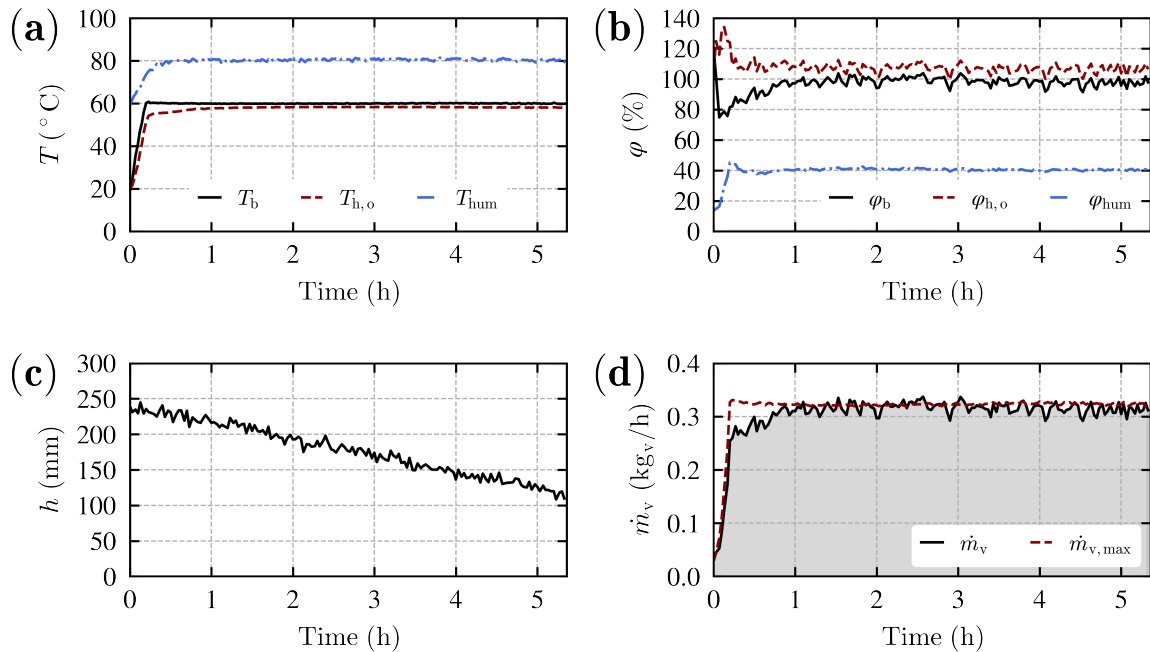 (a)
100
80
60
40
20
0
T (°C)
T_b
T_h,o
T_hum
0 1 2 3 4 5
Time (h)
(b)
140
120
100
80
60
40
20
0
φ (%)
φ_b
φ_h,o
φ_hum
0 1 2 3 4 5
Time (h)
(c)
300
250
200
150
100
50
0
h (mm)
0 1 2 3 4 5
Time (h)
(d)
0.4
0.3
0.2
0.1
0.0
ṁ_v (kg_v/h)
ṁ_v
ṁ_v,max
0 1 2 3 4 5
Time (h)